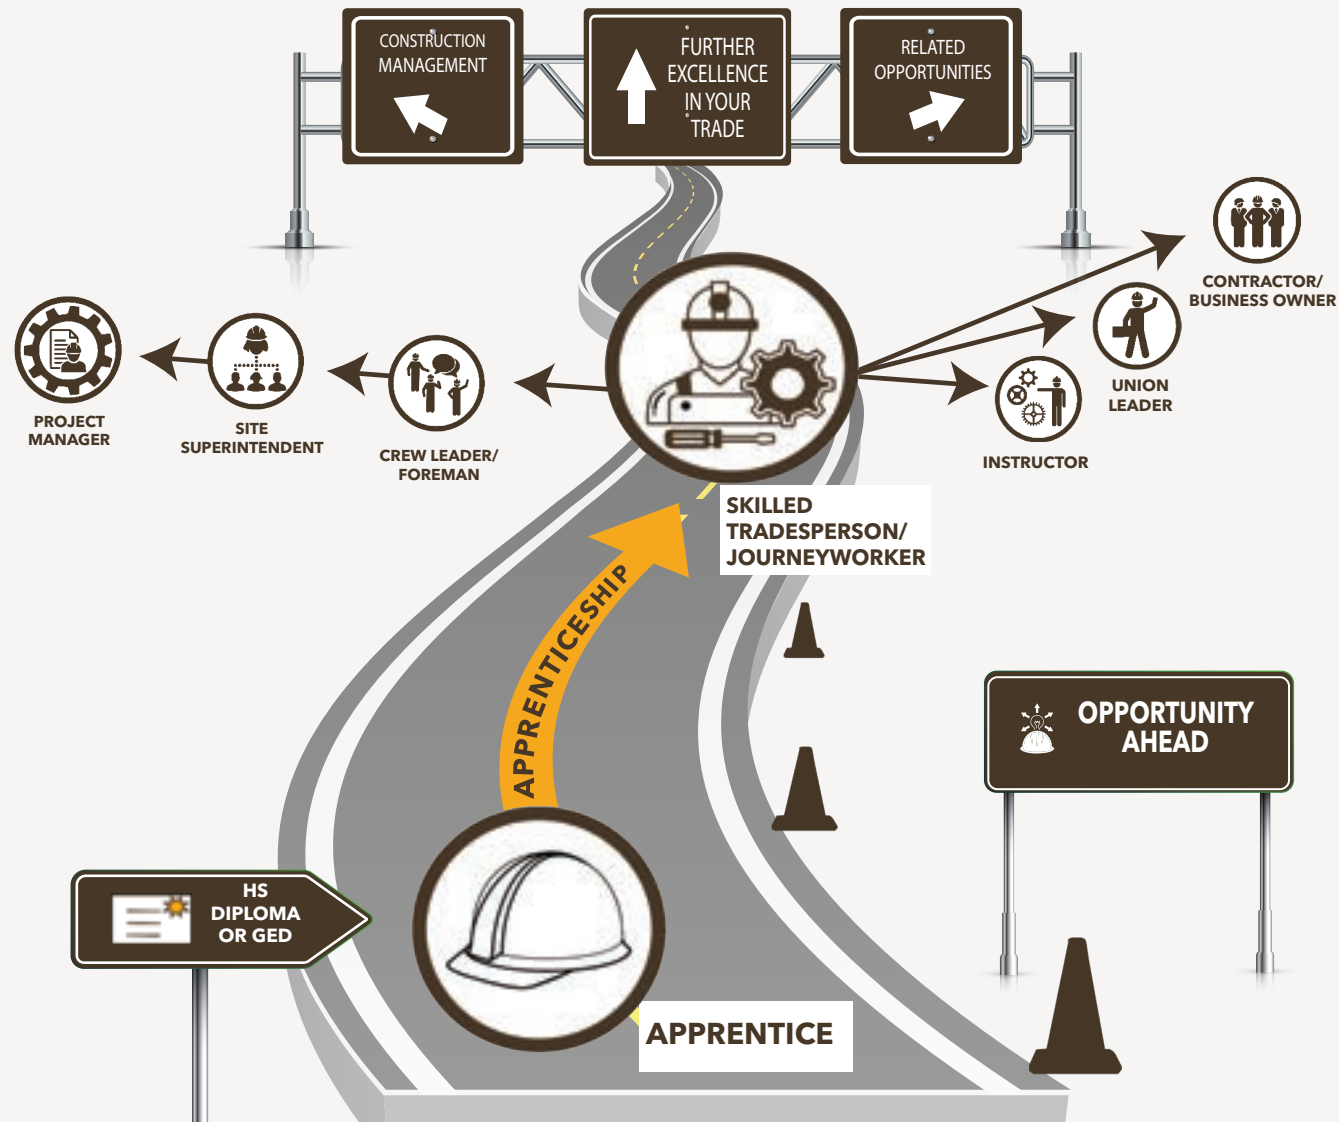 CONSTRUCTION
MANAGEMENT
FURTHER
EXCELLENCE
IN YOUR
TRADE
RELATED
OPPORTUNITIES
CONTRACTOR/
BUSINESS OWNER
UNION
LEADER
INSTRUCTOR
PROJECT
MANAGER
SITE
SUPERINTENDENT
CREW LEADER/
FOREMAN
SKILLED
TRADESPERSON/
JOURNEYWORKER
APPRENTICESHIP
OPPORTUNITY
AHEAD
HS
DIPLOMA
OR GED
APPRENTICE